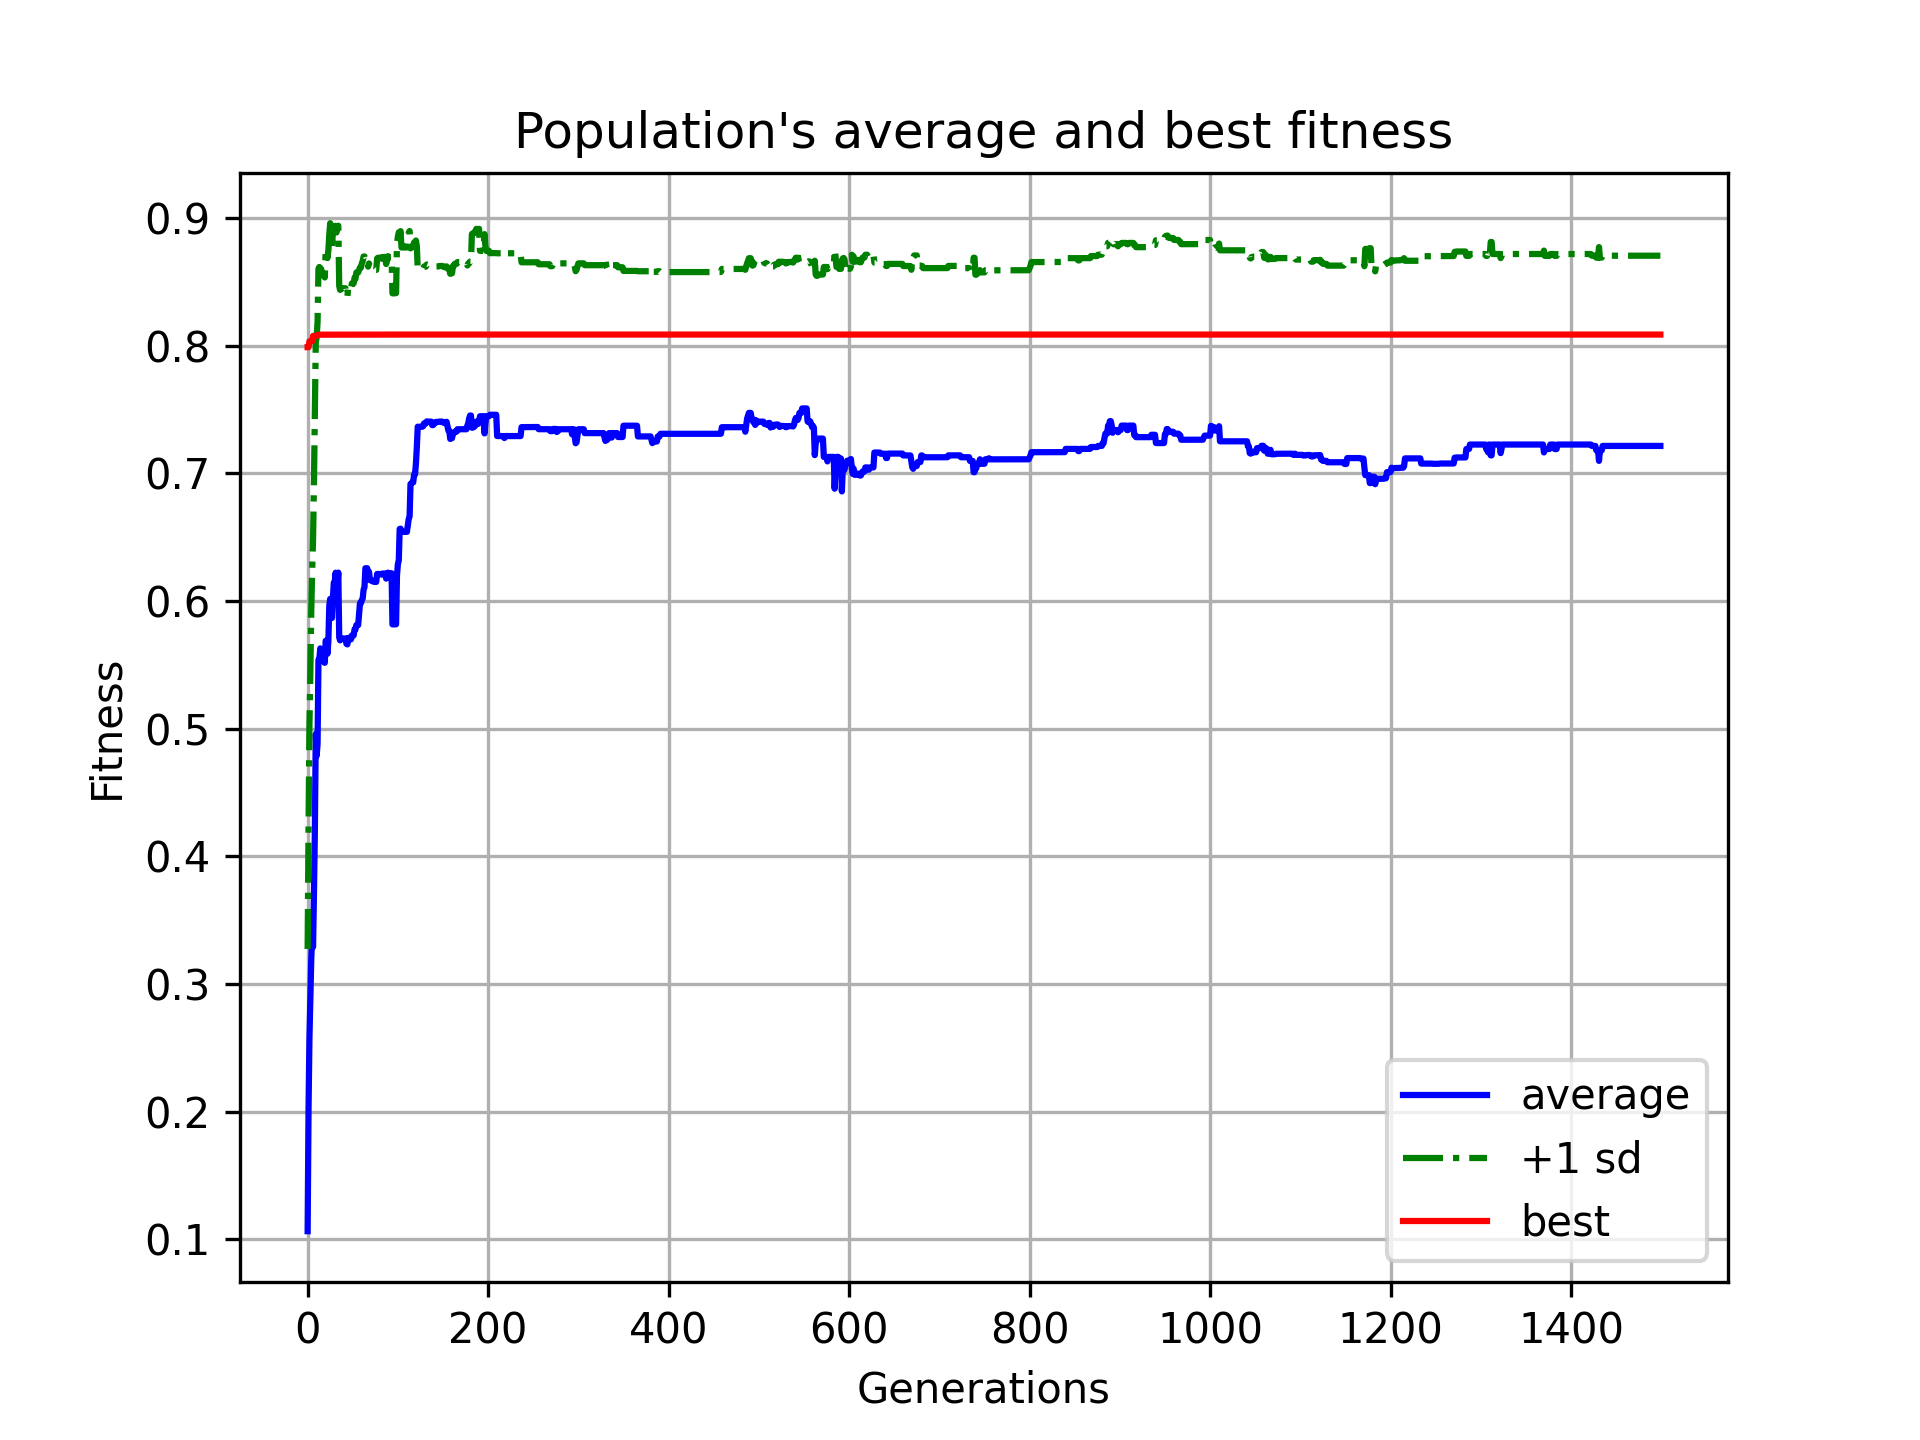 Population's average and best fitness
Fitness
0.9
0.8
0.7
0.6
0.5
0.4
0.3
0.2
0.1
average
+1 sd
best
0 200 400 600 800 1000 1200 1400
Generations